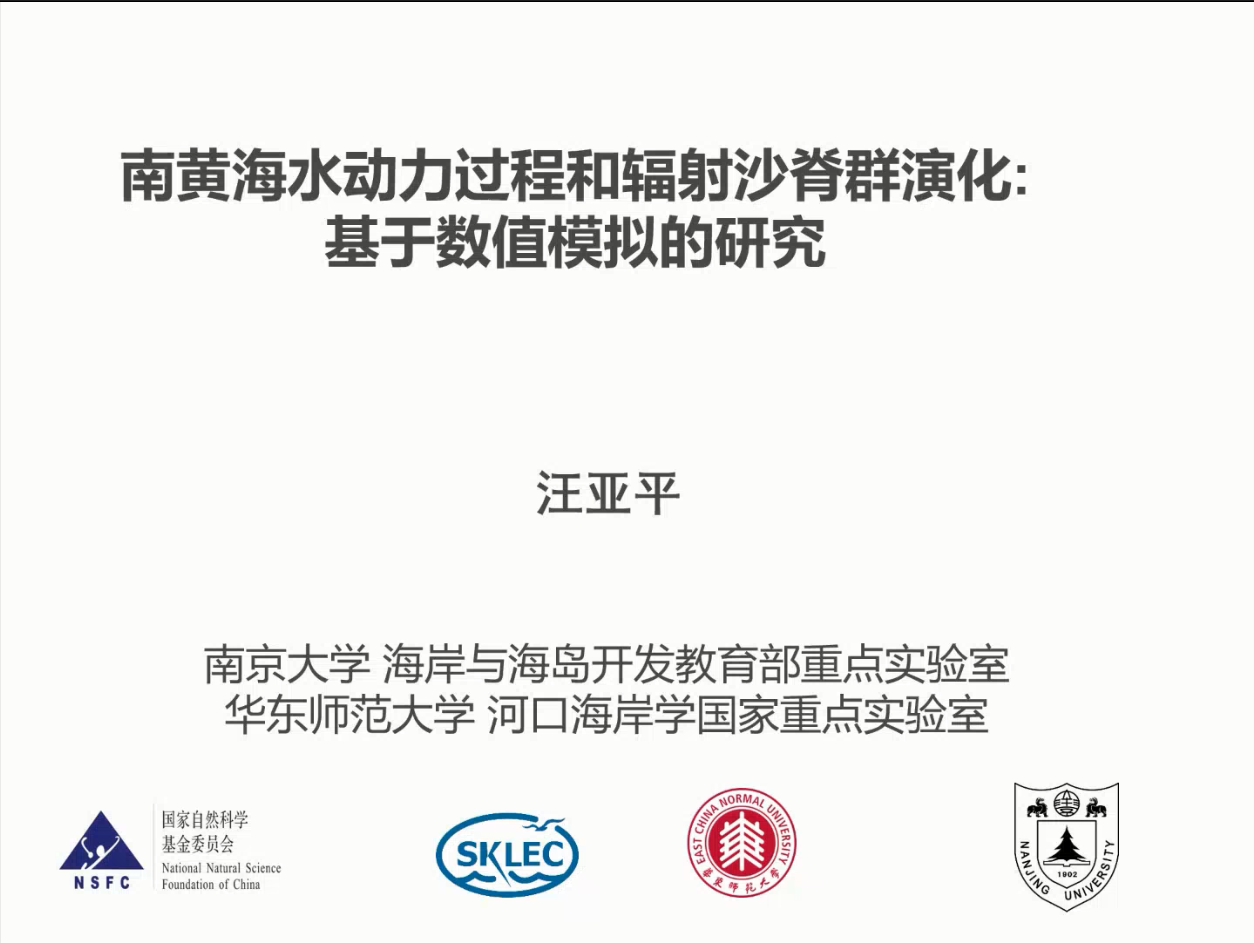 南黄海水动力过程和辐射沙脊群演化:
基于数值模拟的研究
汪亚平
南京大学 海岸与海岛开发教育部重点实验室
华东师范大学 河口海岸学国家重点实验室
NSFC
国家自然科学
基金委员会
National Natural Science
Foundation of China
SKLEC
EAST CHINA NORMAL UNIVERSITY
華東師範大學
1902
NANJING UNIVERSITY